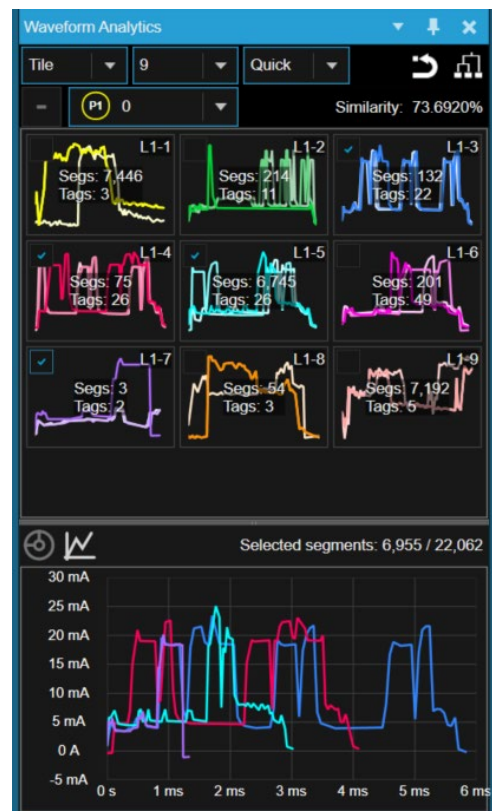 Waveform Analytics
Tile 9 Quick
P1 0 Similarity: 73.6920%
L1-1
Segs: 7,446
Tags: 3
L1-2
Segs: 214
Tags: 11
L1-3
Segs: 132
Tags: 22
L1-4
Segs: 75
Tags: 26
L1-5
Segs: 6,745
Tags: 26
L1-6
Segs: 201
Tags: 49
L1-7
Segs: 3
Tags: 2
L1-8
Segs: 54
Tags: 3
L1-9
Segs: 7,192
Tags: 5
Selected segments: 6,955 / 22,062
30 mA
25 mA
20 mA
15 mA
10 mA
5 mA
0 A
-5 mA
0 s 1 ms 2 ms 3 ms 4 ms 5 ms 6 ms